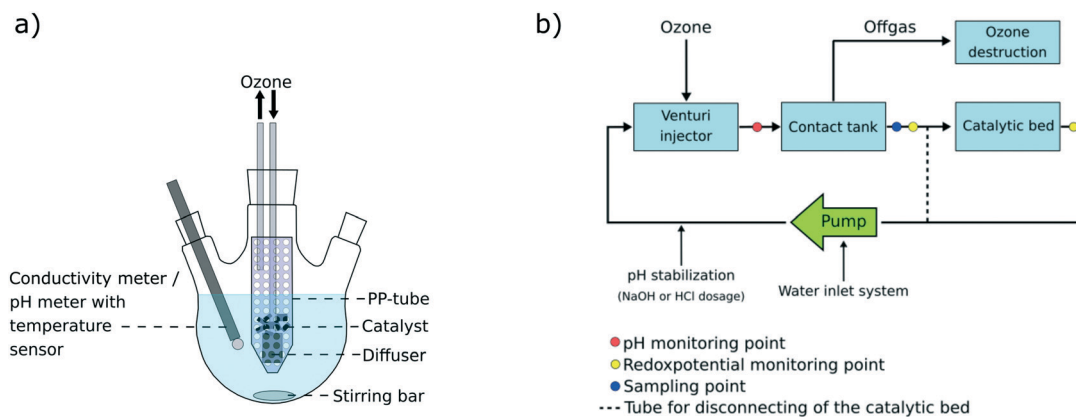 a)
Ozone
Conductivity meter /
pH meter with
temperature
sensor
PP-tube
Catalyst
Diffuser
Stirring bar
b)
Ozone
Offgas
Ozone
destruction
Venturi
injector
Contact tank
Catalytic bed
Pump
pH stabilization
(NaOH or HCl dosage)
Water inlet system
pH monitoring point
Redoxpotential monitoring point
Sampling point
Tube for disconnecting of the catalytic bed